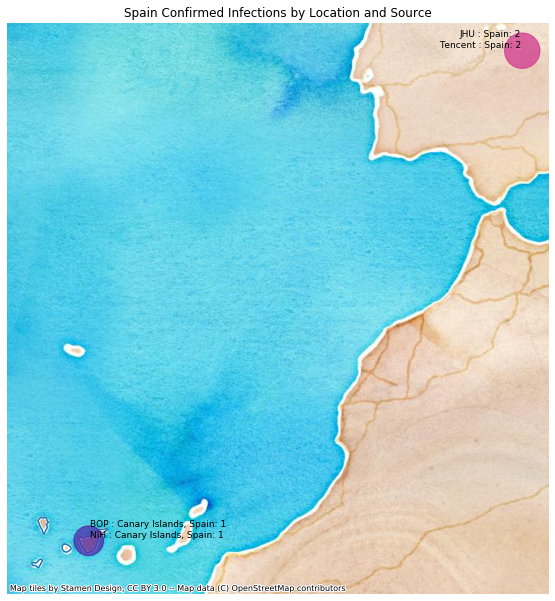 Spain Confirmed Infections by Location and Source
JHU : Spain: 2
Tencent : Spain: 2
BOP : Canary Islands, Spain: 1
NIH : Canary Islands, Spain: 1
Map tiles by Stamen Design, CC BY 3.0 -- Map data (C) OpenStreetMap contributors